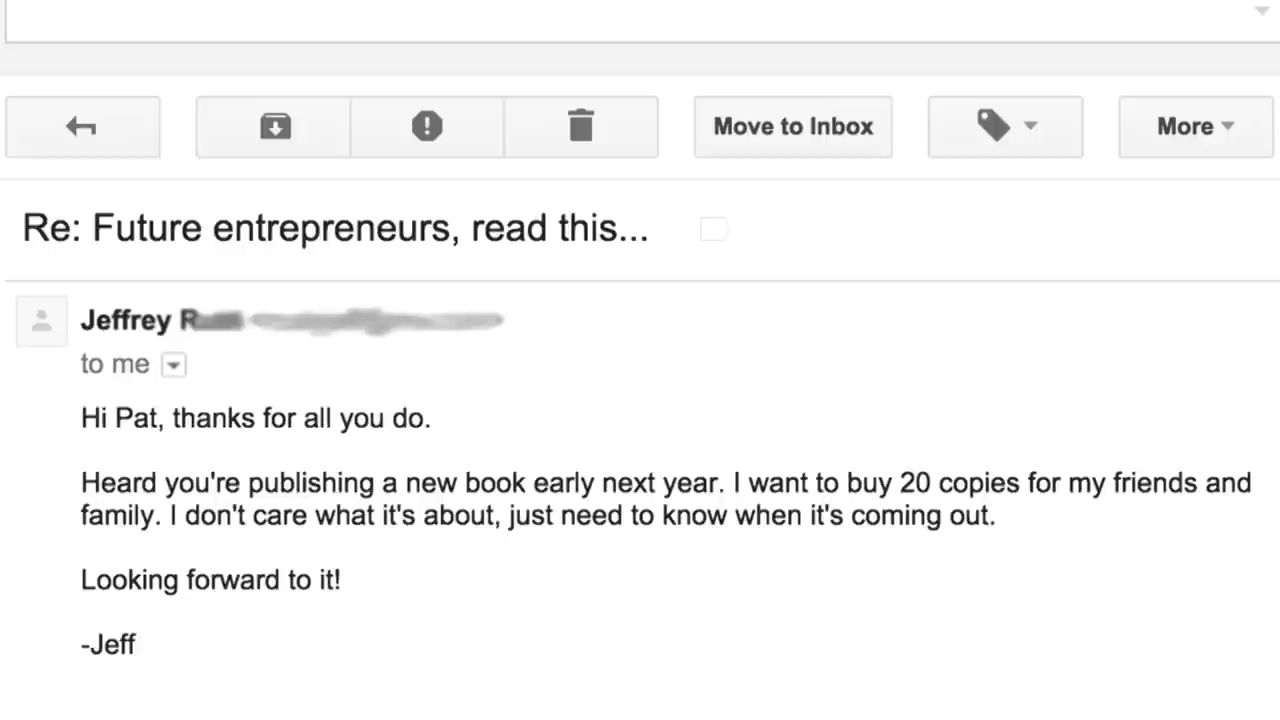 Move to Inbox
More
Re: Future entrepreneurs, read this...
Jeffrey
to me
Hi Pat, thanks for all you do.
Heard you're publishing a new book early next year. I want to buy 20 copies for my friends and
family. I don't care what it's about, just need to know when it's coming out.
Looking forward to it!
-Jeff